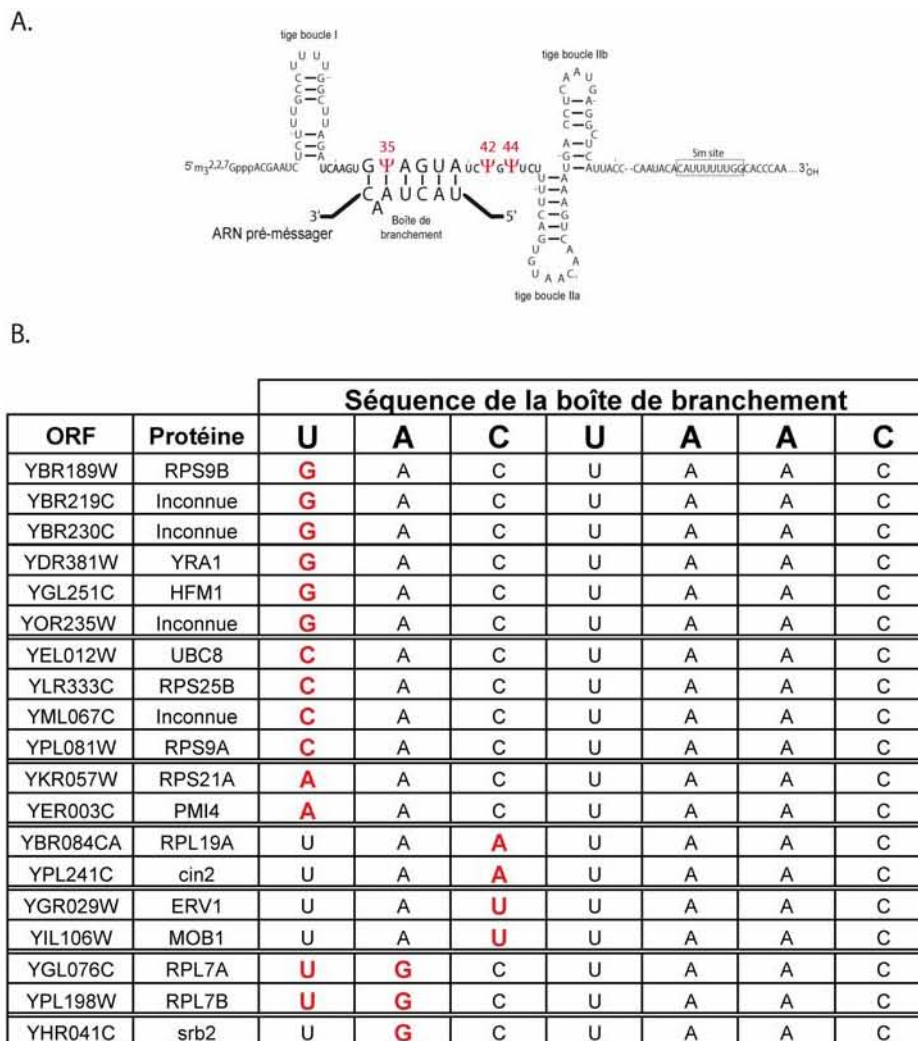 A.
tige boucle I
tige boucle IIb
35
42 44
Sm site
5' m3 2,2,7 GpppACGAAUC
UCAAGU G Ψ A G U A UC Ψ G Ψ UCU
AUUACC--CAAUACACAUUUUUUGGCACCCAA... 3'OH
C A A U C A U
3'
Boîte de branchement
5'
ARN pré-méssager
tige boucle IIa
B.
Séquence de la boîte de branchement
ORF Protéine U A C U A A C
YBR189W RPS9B G A C U A A C
YBR219C Inconnue G A C U A A C
YBR230C Inconnue G A C U A A C
YDR381W YRA1 G A C U A A C
YGL251C HFM1 G A C U A A C
YOR235W Inconnue G A C U A A C
YEL012W UBC8 C A C U A A C
YLR333C RPS25B C A C U A A C
YML067C Inconnue C A C U A A C
YPL081W RPS9A C A C U A A C
YKR057W RPS21A A A C U A A C
YER003C PMI4 A A C U A A C
YBR084CA RPL19A U A A U A A C
YPL241C cin2 U A A U A A C
YGR029W ERV1 U A U U A A C
YIL106W MOB1 U A U U A A C
YGL076C RPL7A U G C U A A C
YPL198W RPL7B U G C U A A C
YHR041C srb2 U G C U A A C